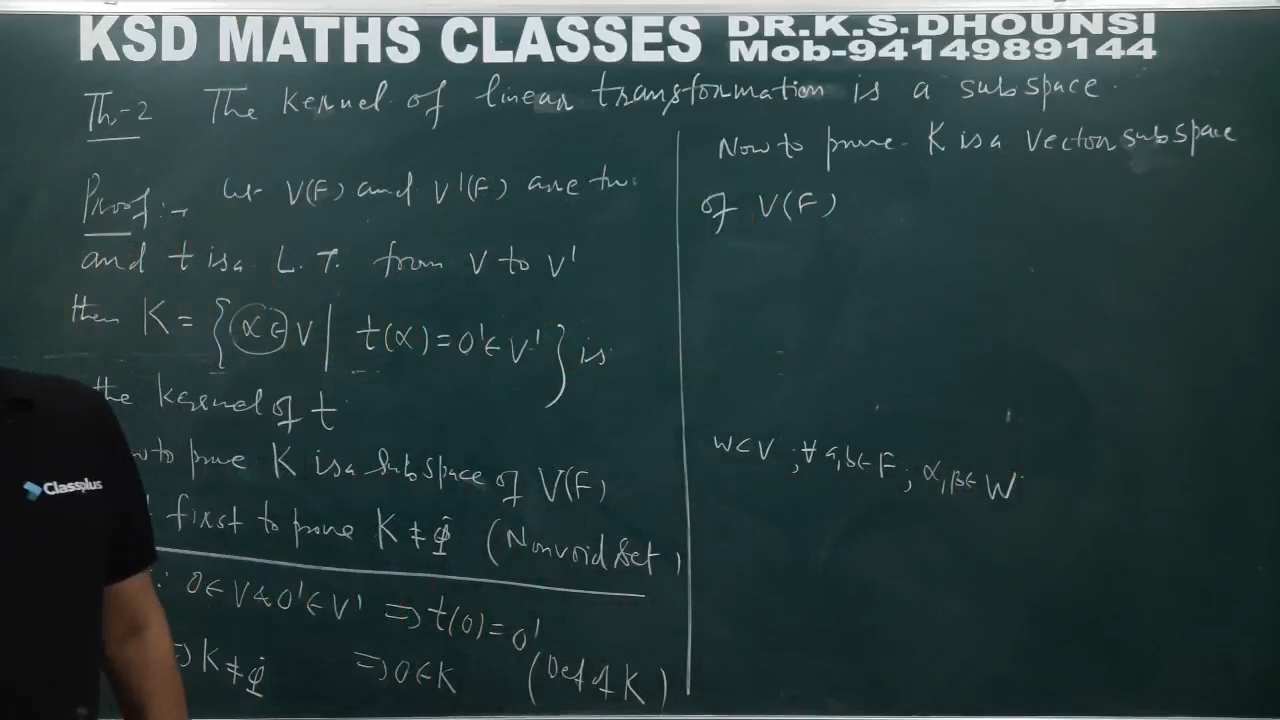 KSD MATHS CLASSES
DR.K.S.DHOUNSI
Mob-9414989144
Th-2 The Kernel of linear transformation is a subspace.
Proof:- Let V(F) and V'(F) are two
and t is a L.T. from V to V'
then K = {α∈V | t(α)=0'∈V'} is
the Kernel of t
to prove K is a Subspace of V(F)
first to prove K ≠ φ (Nonvoid Set)
∵ 0∈V & 0'∈V' ⇒ t(0)=0'
⇒ 0∈K (Def of K)
⇒ K ≠ φ
Now to prove K is a Vector subspace
of V(F)
W⊂V ; ∀ a,b∈F ; α,β∈W
Classplus